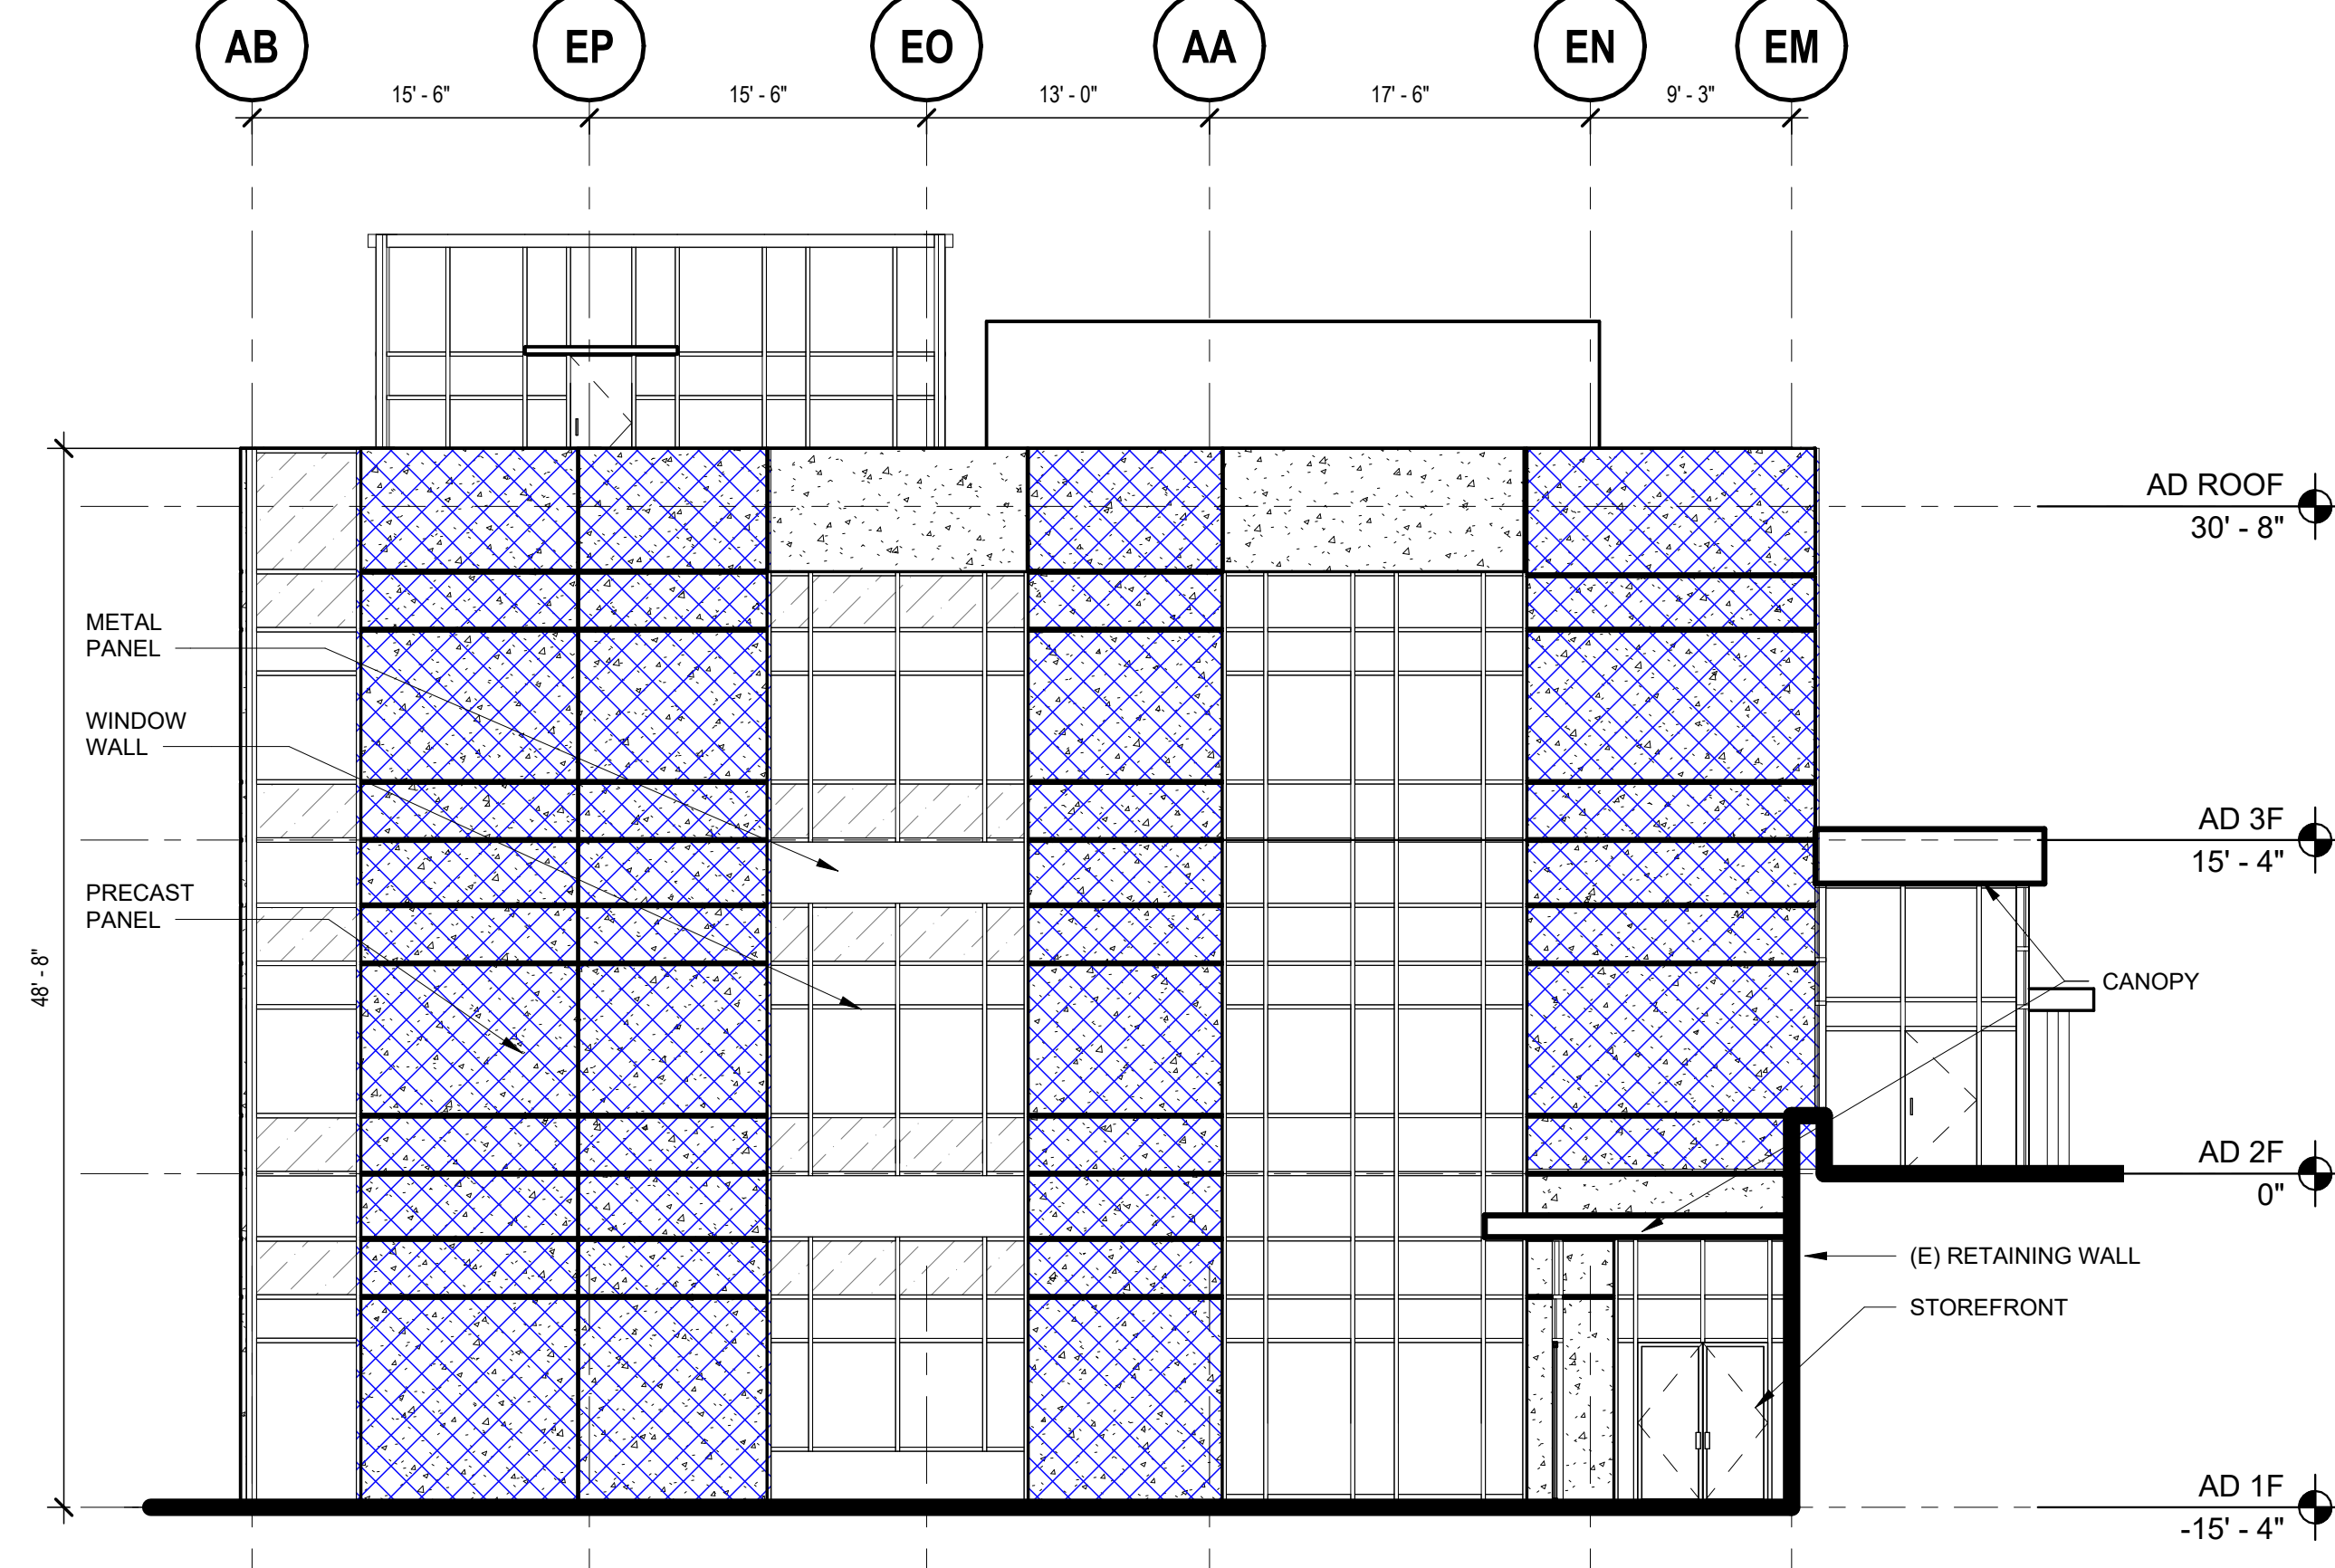 AB EP EO AA EN EM
15' - 6" 15' - 6" 13' - 0" 17' - 6" 9' - 3"
AD ROOF
30' - 8"
METAL
PANEL
WINDOW
WALL
AD 3F
15' - 4"
PRECAST
PANEL
48' - 8"
CANOPY
AD 2F
0"
(E) RETAINING WALL
STOREFRONT
AD 1F
-15' - 4"